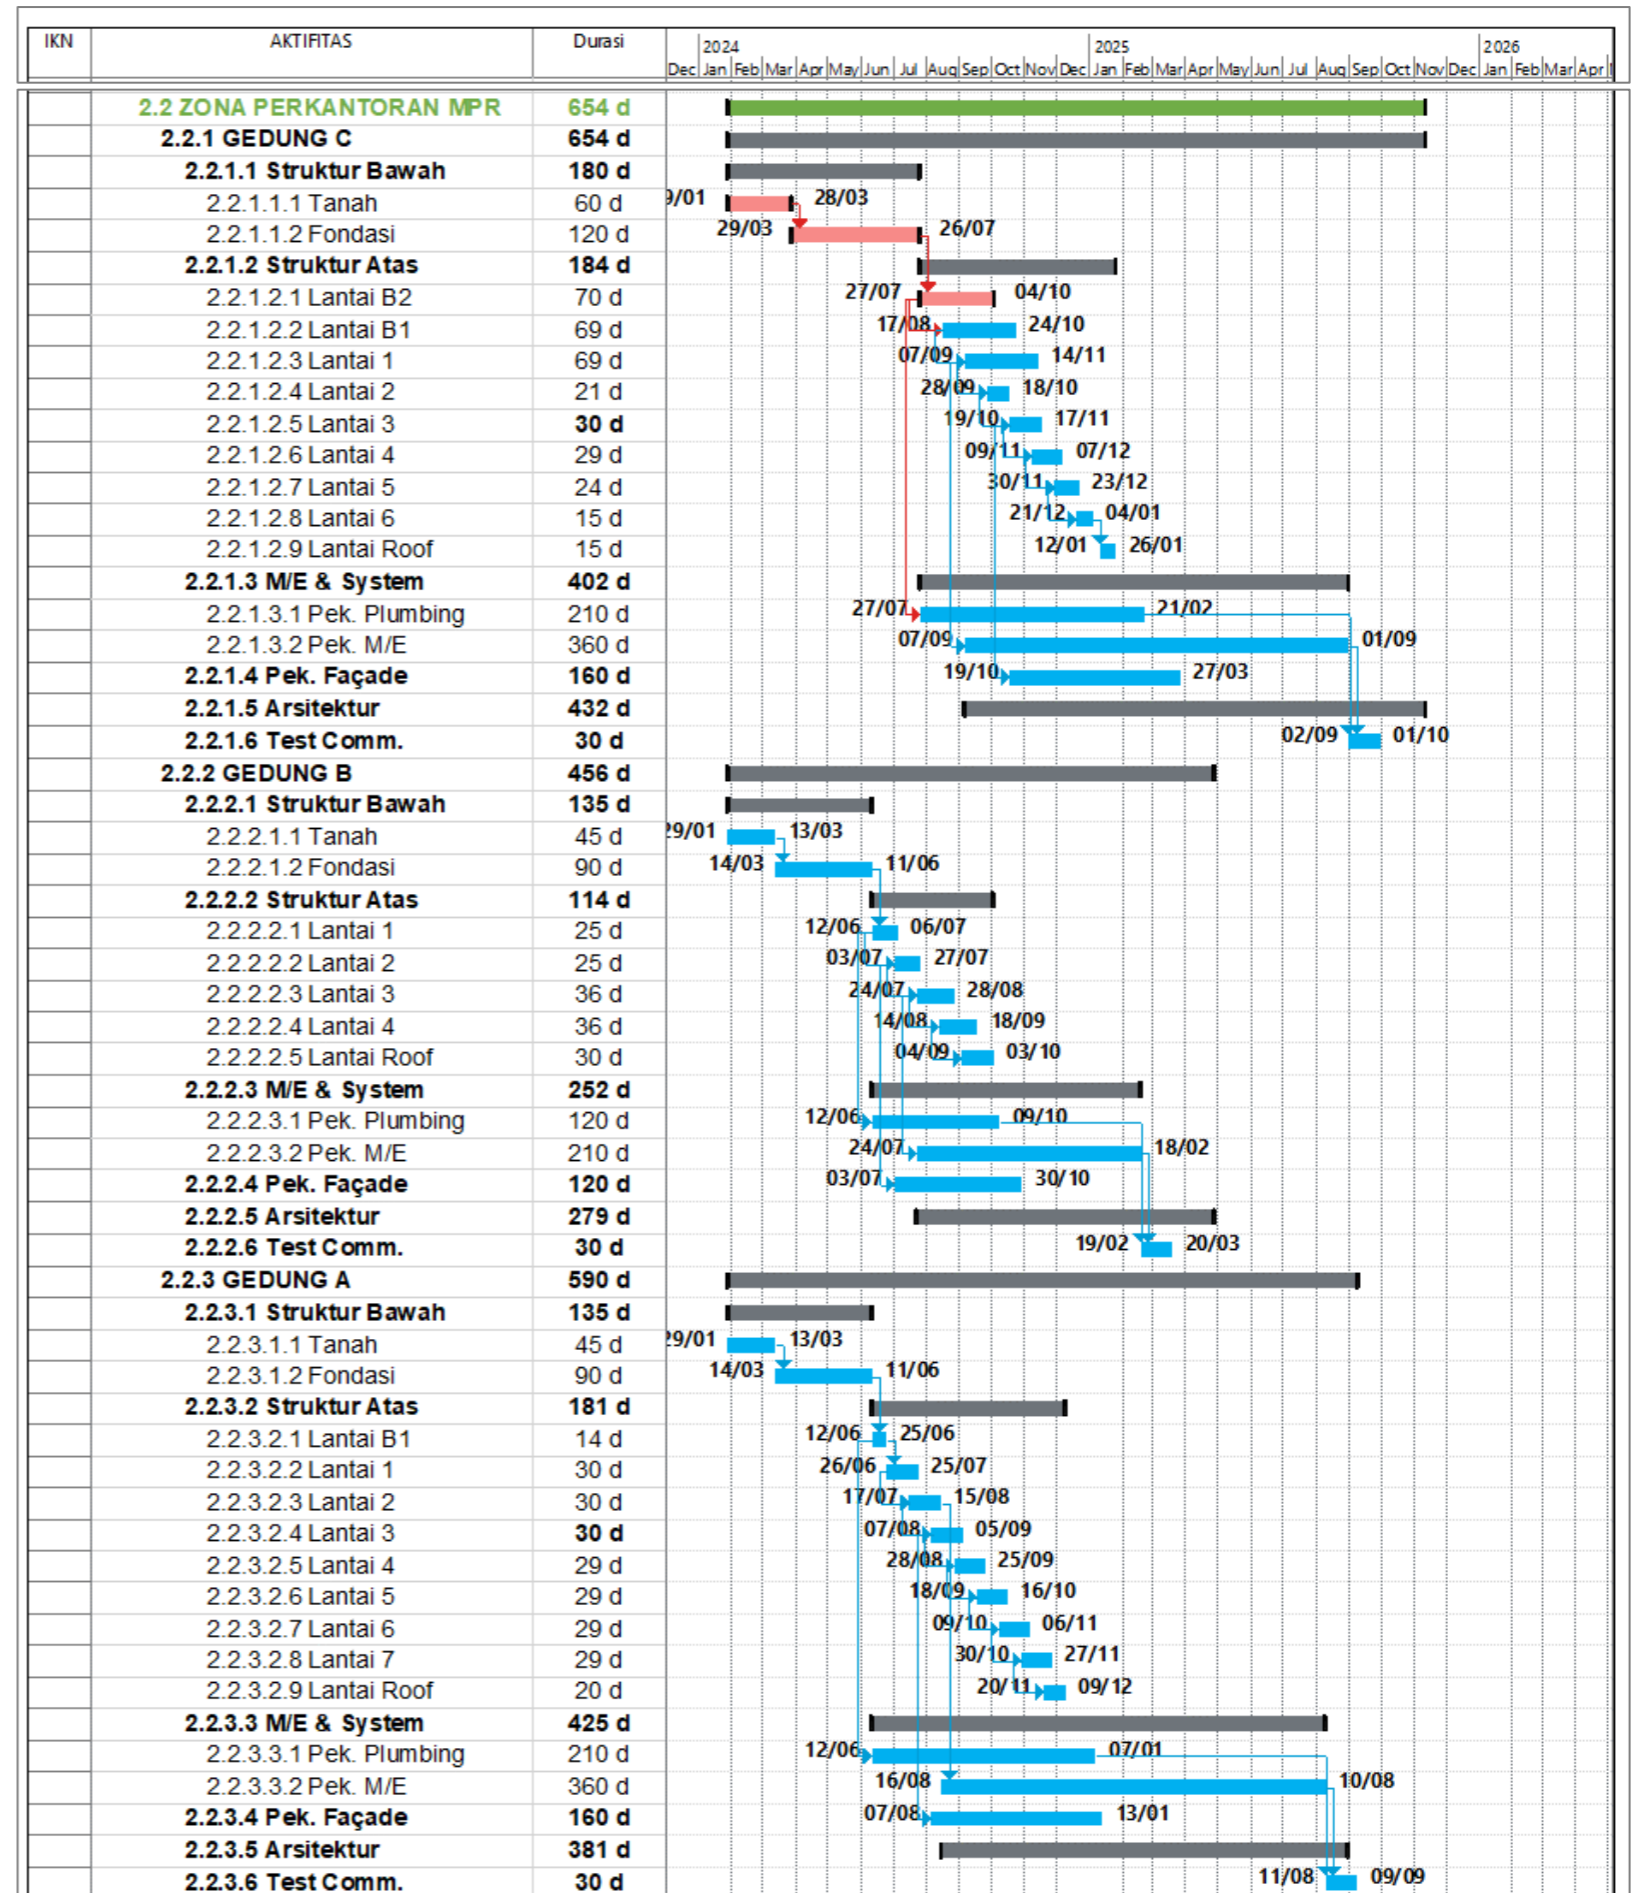 IKN AKTIFITAS Durasi 2024 2025 2026
Dec Jan Feb Mar Apr May Jun Jul Aug Sep Oct Nov Dec Jan Feb Mar Apr May Jun Jul Aug Sep Oct Nov Dec Jan Feb Mar Apr
2.2 ZONA PERKANTORAN MPR 654 d
2.2.1 GEDUNG C 654 d
2.2.1.1 Struktur Bawah 180 d
2.2.1.1.1 Tanah 60 d 9/01 28/03
2.2.1.1.2 Fondasi 120 d 29/03 26/07
2.2.1.2 Struktur Atas 184 d
2.2.1.2.1 Lantai B2 70 d 27/07 04/10
2.2.1.2.2 Lantai B1 69 d 17/08 24/10
2.2.1.2.3 Lantai 1 69 d 07/09 14/11
2.2.1.2.4 Lantai 2 21 d 28/09 18/10
2.2.1.2.5 Lantai 3 30 d 19/10 17/11
2.2.1.2.6 Lantai 4 29 d 09/11 07/12
2.2.1.2.7 Lantai 5 24 d 30/11 23/12
2.2.1.2.8 Lantai 6 15 d 21/12 04/01
2.2.1.2.9 Lantai Roof 15 d 12/01 26/01
2.2.1.3 M/E & System 402 d
2.2.1.3.1 Pek. Plumbing 210 d 27/07 21/02
2.2.1.3.2 Pek. M/E 360 d 07/09 01/09
2.2.1.4 Pek. Façade 160 d 19/10 27/03
2.2.1.5 Arsitektur 432 d
2.2.1.6 Test Comm. 30 d 02/09 01/10
2.2.2 GEDUNG B 456 d
2.2.2.1 Struktur Bawah 135 d
2.2.2.1.1 Tanah 45 d 29/01 13/03
2.2.2.1.2 Fondasi 90 d 14/03 11/06
2.2.2.2 Struktur Atas 114 d
2.2.2.2.1 Lantai 1 25 d 12/06 06/07
2.2.2.2.2 Lantai 2 25 d 03/07 27/07
2.2.2.2.3 Lantai 3 36 d 24/07 28/08
2.2.2.2.4 Lantai 4 36 d 14/08 18/09
2.2.2.2.5 Lantai Roof 30 d 04/09 03/10
2.2.2.3 M/E & System 252 d
2.2.2.3.1 Pek. Plumbing 120 d 12/06 09/10
2.2.2.3.2 Pek. M/E 210 d 24/07 18/02
2.2.2.4 Pek. Façade 120 d 03/07 30/10
2.2.2.5 Arsitektur 279 d
2.2.2.6 Test Comm. 30 d 19/02 20/03
2.2.3 GEDUNG A 590 d
2.2.3.1 Struktur Bawah 135 d
2.2.3.1.1 Tanah 45 d 29/01 13/03
2.2.3.1.2 Fondasi 90 d 14/03 11/06
2.2.3.2 Struktur Atas 181 d
2.2.3.2.1 Lantai B1 14 d 12/06 25/06
2.2.3.2.2 Lantai 1 30 d 26/06 25/07
2.2.3.2.3 Lantai 2 30 d 17/07 15/08
2.2.3.2.4 Lantai 3 30 d 07/08 05/09
2.2.3.2.5 Lantai 4 29 d 28/08 25/09
2.2.3.2.6 Lantai 5 29 d 18/09 16/10
2.2.3.2.7 Lantai 6 29 d 09/10 06/11
2.2.3.2.8 Lantai 7 29 d 30/10 27/11
2.2.3.2.9 Lantai Roof 20 d 20/11 09/12
2.2.3.3 M/E & System 425 d
2.2.3.3.1 Pek. Plumbing 210 d 12/06 07/01
2.2.3.3.2 Pek. M/E 360 d 16/08 10/08
2.2.3.4 Pek. Façade 160 d 07/08 13/01
2.2.3.5 Arsitektur 381 d
2.2.3.6 Test Comm. 30 d 11/08 09/09